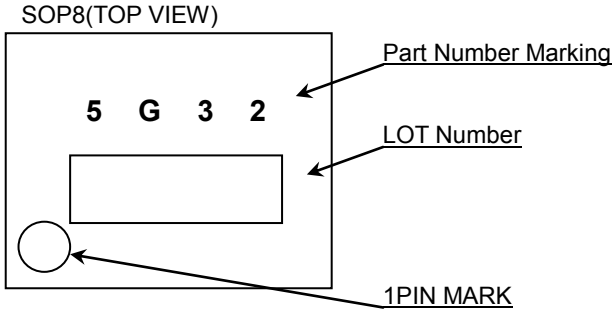 SOP8(TOP VIEW)
Part Number Marking
5 G 3 2
LOT Number
1PIN MARK